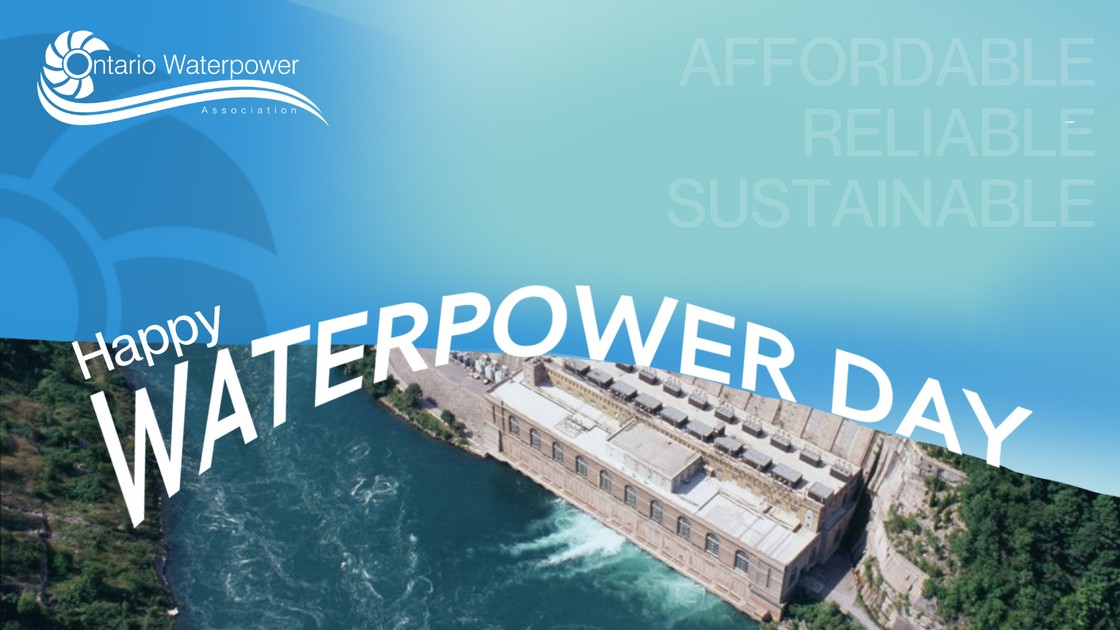 Ontario Waterpower
Association
AFFORDABLE
RELIABLE
SUSTAINABLE
Happy
WATERPOWER DAY